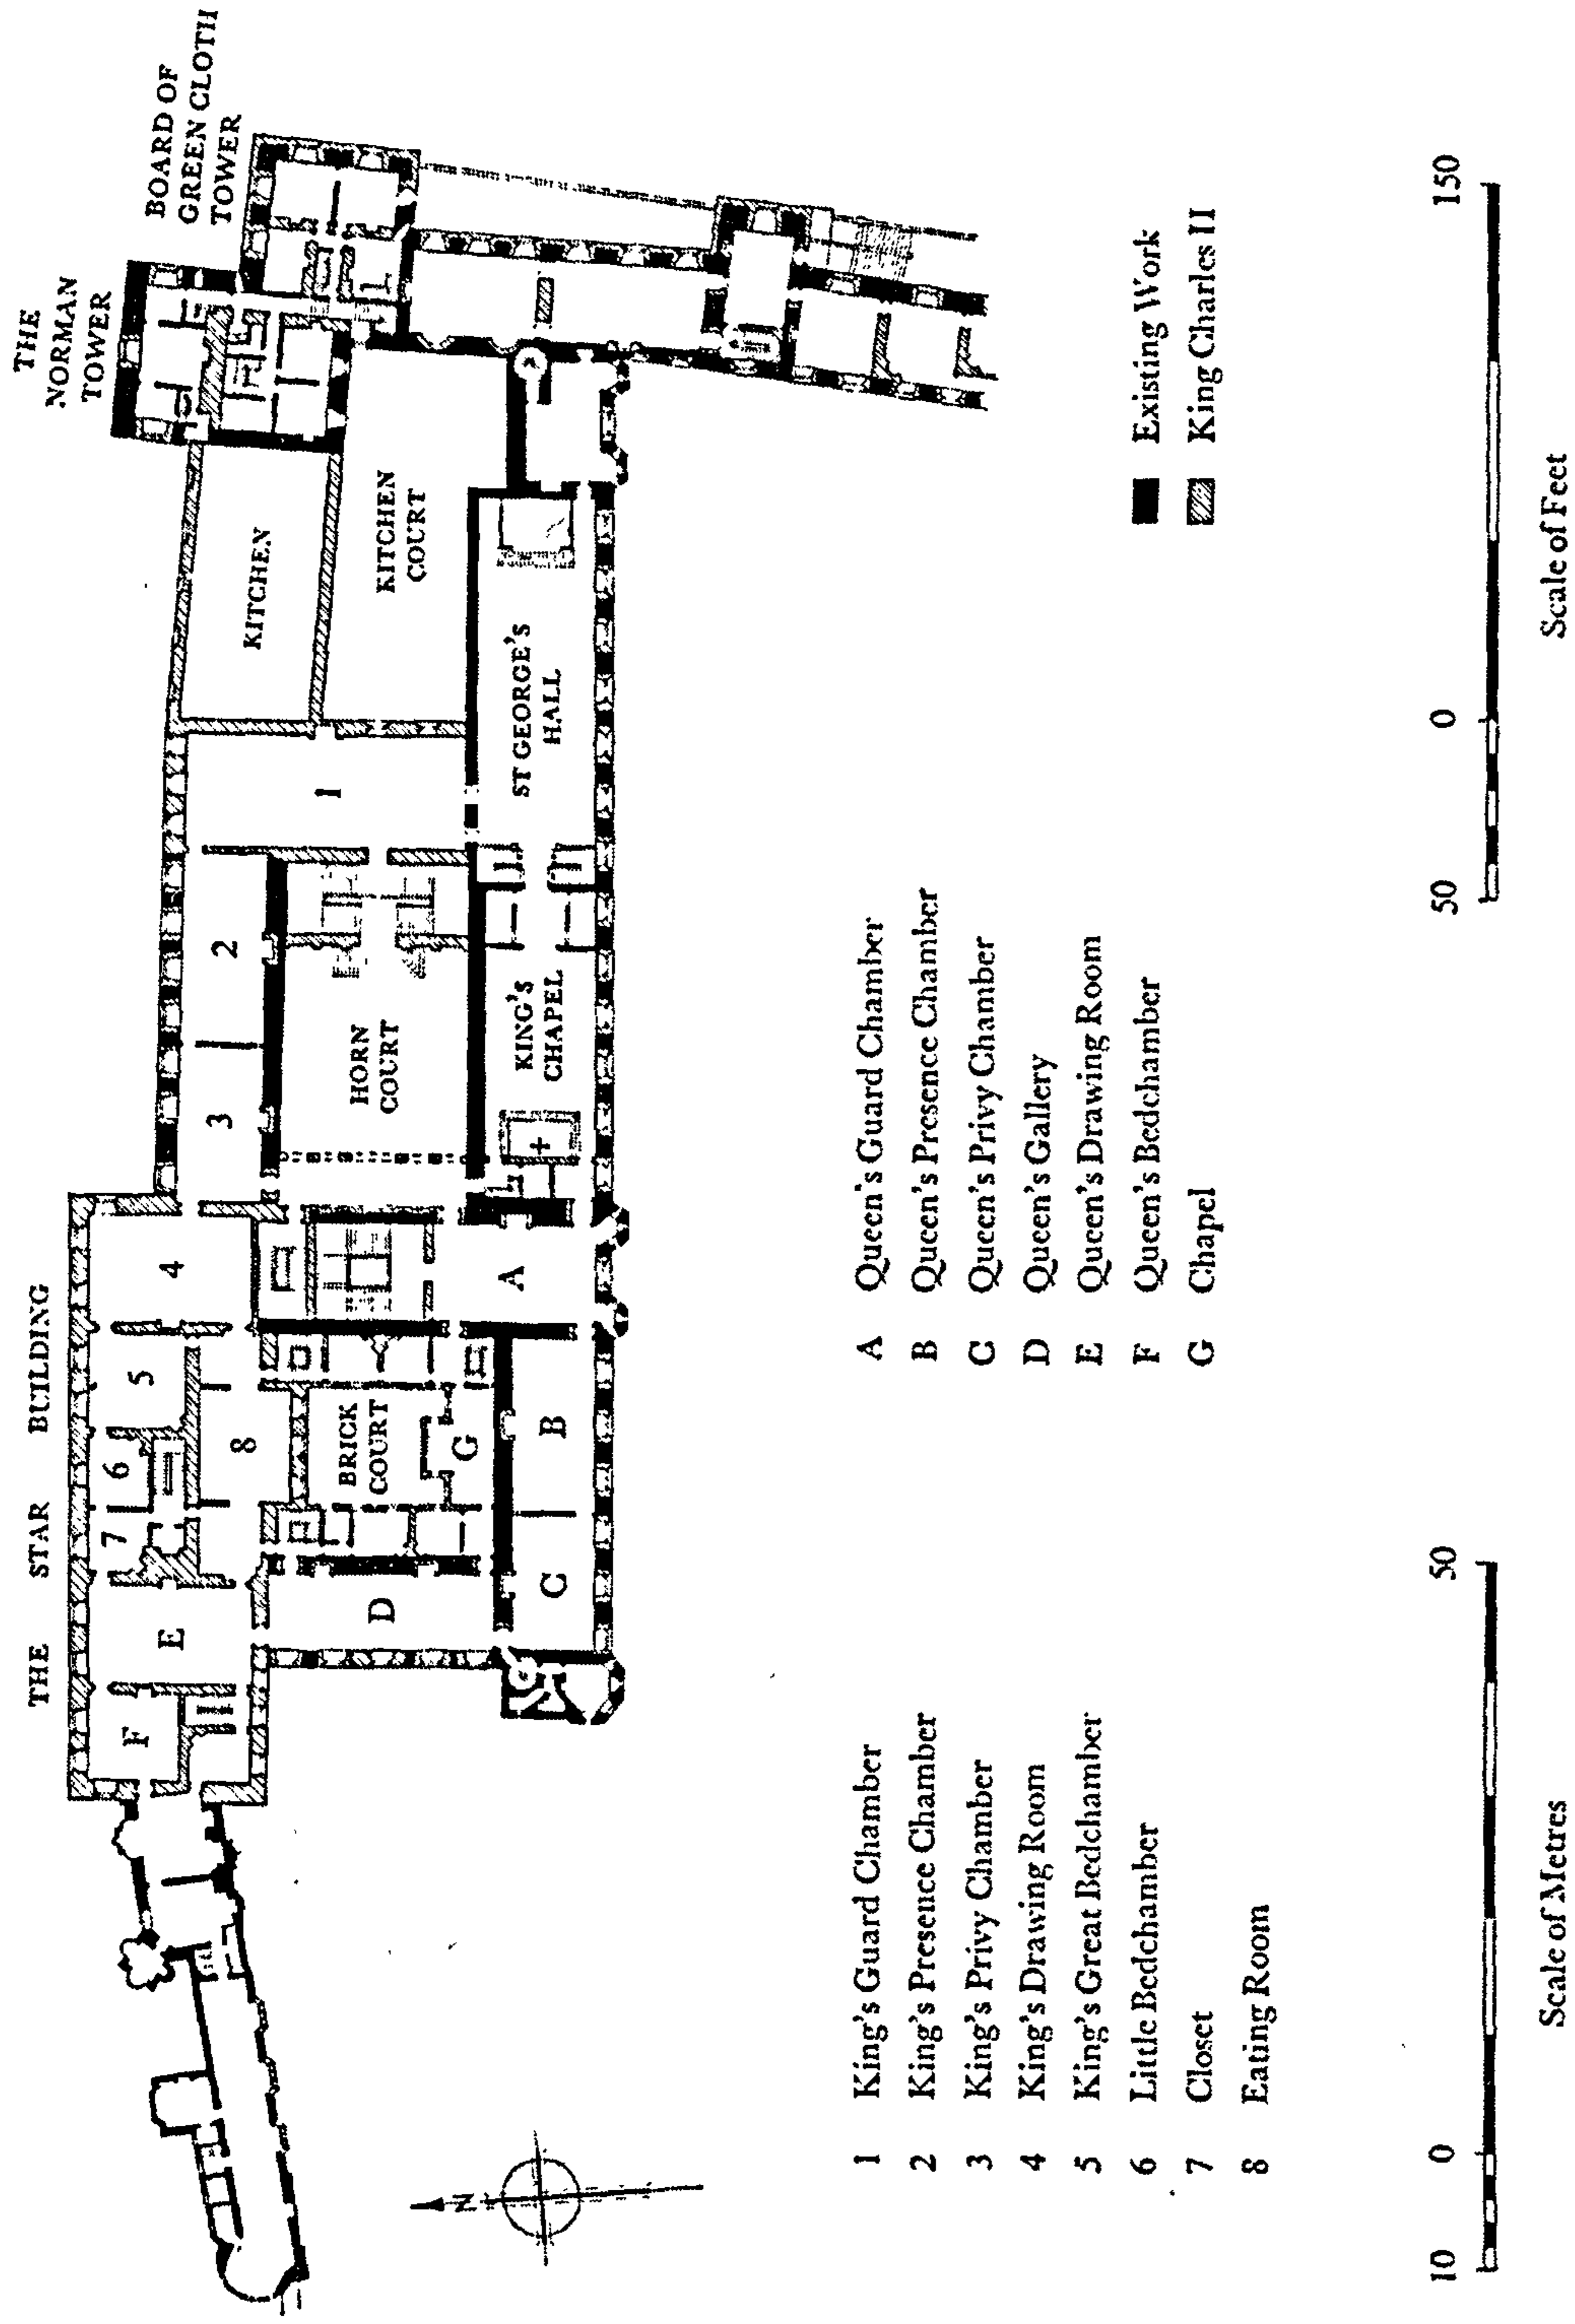 THE STAR BUILDING
THE
NORMAN
TOWER
BOARD OF
GREEN CLOTH
TOWER
F
E
7
6
5
4
8
3
2
1
KITCHEN
KITCHEN
COURT
D
BRICK
COURT
G
HORN
COURT
C
B
A
KING'S
CHAPEL
+
ST GEORGE'S
HALL
N
1 King's Guard Chamber
2 King's Presence Chamber
3 King's Privy Chamber
4 King's Drawing Room
5 King's Great Bedchamber
6 Little Bedchamber
7 Closet
8 Eating Room
A Queen's Guard Chamber
B Queen's Presence Chamber
C Queen's Privy Chamber
D Queen's Gallery
E Queen's Drawing Room
F Queen's Bedchamber
G Chapel
Existing Work
King Charles II
10 0 50
Scale of Metres
50 0 150
Scale of Feet